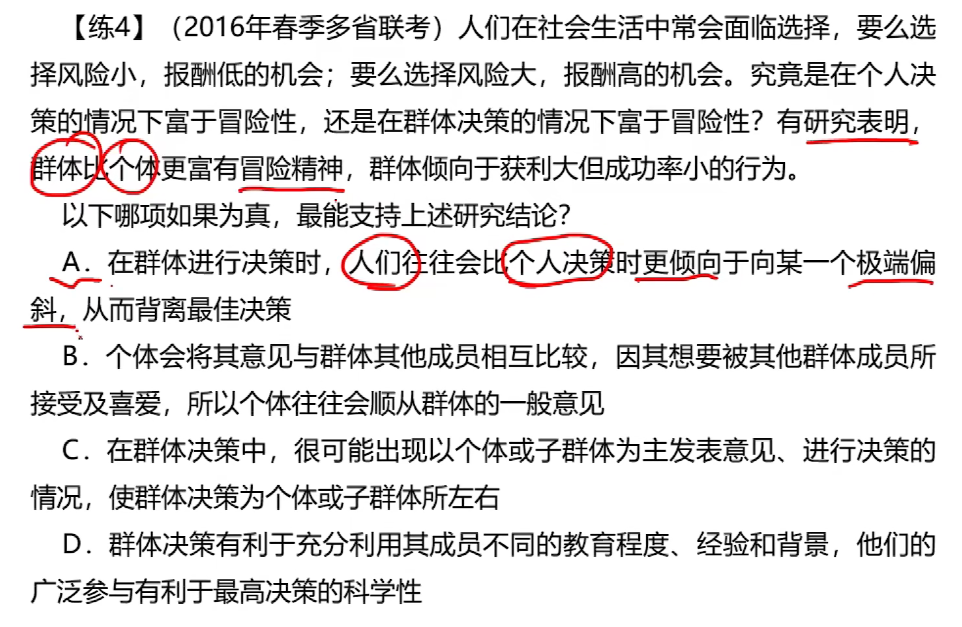 【练4】（2016年春季多省联考）人们在社会生活中常会面临选择，要么选
择风险小，报酬低的机会；要么选择风险大，报酬高的机会。究竟是在个人决
策的情况下富于冒险性，还是在群体决策的情况下富于冒险性？有研究表明，
群体比个体更富有冒险精神，群体倾向于获利大但成功率小的行为。
以下哪项如果为真，最能支持上述研究结论？
A．在群体进行决策时，人们往往会比个人决策时更倾向于向某一个极端偏
斜，从而背离最佳决策
B．个体会将其意见与群体其他成员相互比较，因其想要被其他群体成员所
接受及喜爱，所以个体往往会顺从群体的一般意见
C．在群体决策中，很可能出现以个体或子群体为主发表意见、进行决策的
情况，使群体决策为个体或子群体所左右
D．群体决策有利于充分利用其成员不同的教育程度、经验和背景，他们的
广泛参与有利于最高决策的科学性